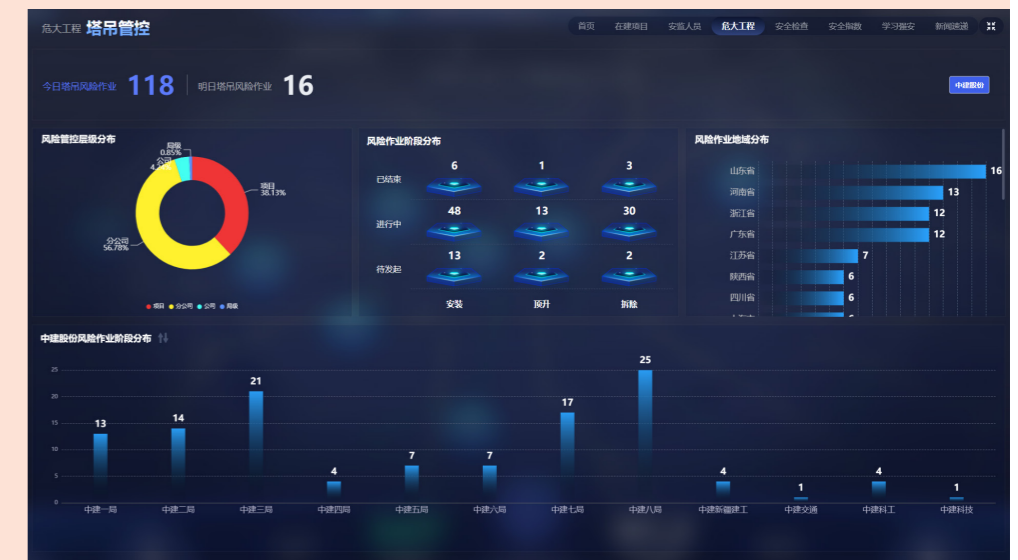 危大工程 塔吊管控
首页 在建项目 安监人员 危大工程 安全检查 安全指数 学习强安 新闻速递
今日塔吊风险作业 118 明日塔吊风险作业 16
中建股份
风险管控层级分布
局级
0.85%
公司
项目
38.13%
分公司
56.78%
项目 分公司 公司 局级
风险作业阶段分布
已结束 6 1 3
进行中 48 13 30
待发起 13 2 2
安装 顶升 拆除
风险作业地域分布
山东省 16
河南省 13
浙江省 12
广东省 12
江苏省 7
陕西省 6
四川省 6
中建股份风险作业阶段分布
25
20
15
10
5
0
13 14 21 4 7 7 17 25 4 1 4 1
中建一局 中建二局 中建三局 中建四局 中建五局 中建六局 中建七局 中建八局 中建新疆建工 中建交通 中建科工 中建科技